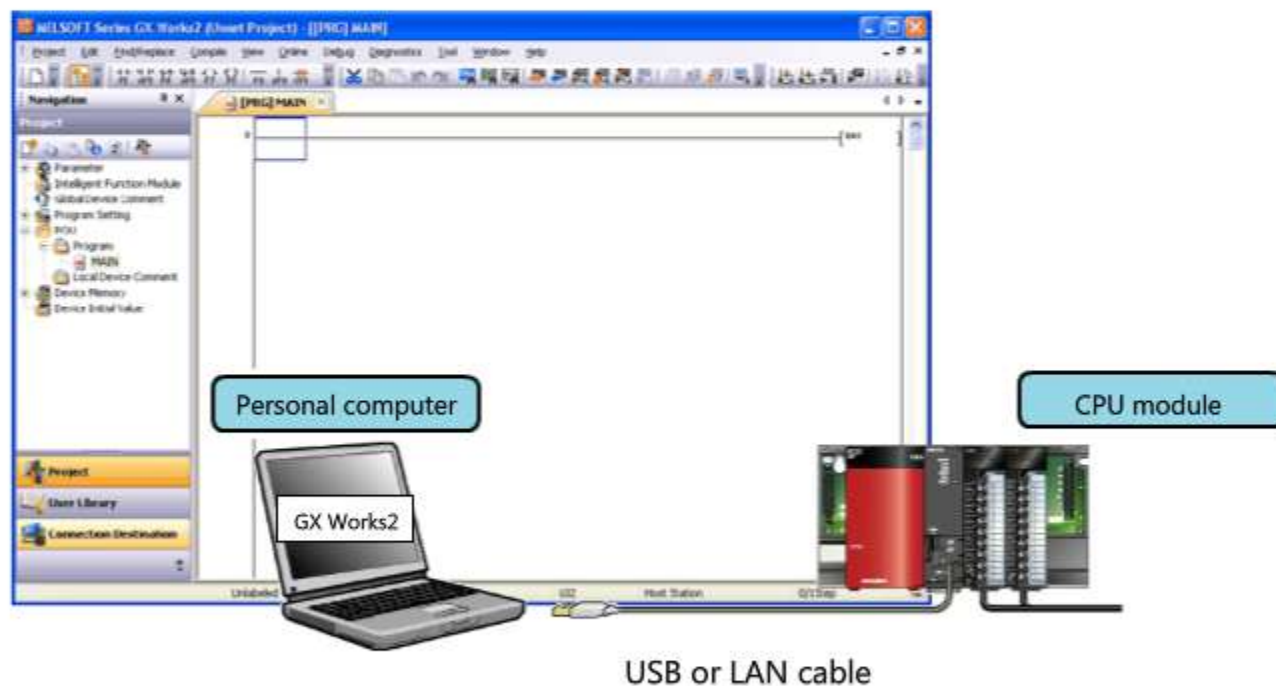 MELSOFT Series GX Works2 (Unset Project) - [[PRG] MAIN]
Project Edit Find/Replace Compile View Online Debug Diagnostics Tool Window Help
Navigation
[PRG] MAIN
Project
0
Parameter
Intelligent Function Module
Global Device Comment
Program Setting
POU
Program
MAIN
Local Device Comment
Device Memory
Device Initial Value
Personal computer
CPU module
Project
User Library
GX Works2
Connection Destination
Unlabeled
Host Station
0/1Step
USB or LAN cable